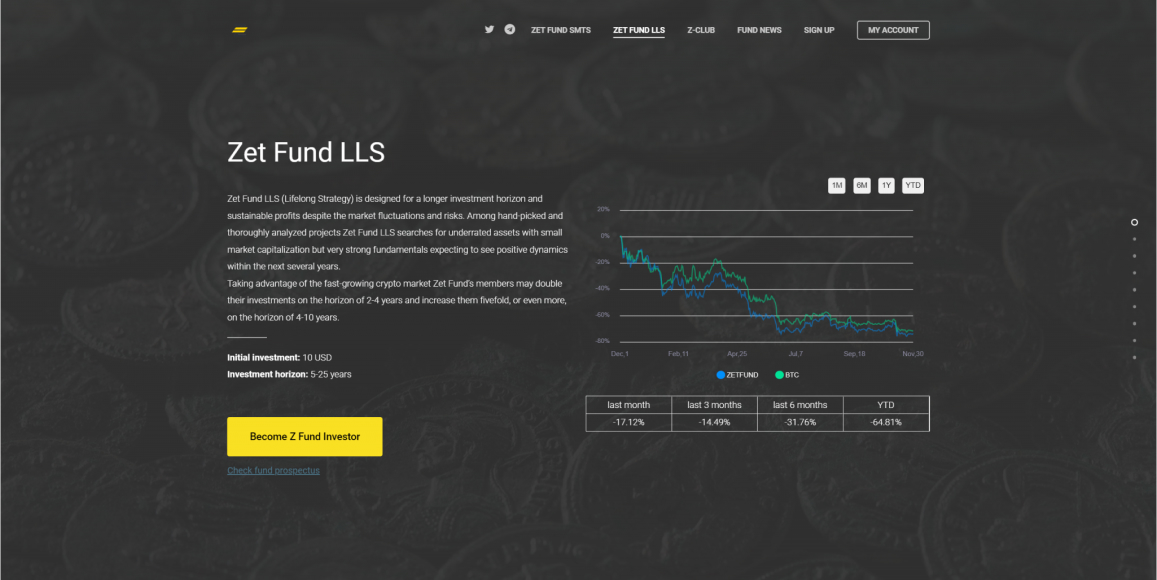 ZET FUND SMTS
ZET FUND LLS
Z-CLUB
FUND NEWS
SIGN UP
MY ACCOUNT
Zet Fund LLS
Zet Fund LLS (Lifelong Strategy) is designed for a longer investment horizon and
sustainable profits despite the market fluctuations and risks. Among hand-picked and
thoroughly analyzed projects Zet Fund LLS searches for underrated assets with small
market capitalization but very strong fundamentals expecting to see positive dynamics
within the next several years.
Taking advantage of the fast-growing crypto market Zet Fund's members may double
their investments on the horizon of 2-4 years and increase them fivefold, or even more,
on the horizon of 4-10 years.
Initial investment: 10 USD
Investment horizon: 5-25 years
Become Z Fund Investor
Check fund prospectus
1M 6M 1Y YTD
20%
0%
-20%
-40%
-60%
-80%
Dec,1 Feb,11 Apr,25 Jul,7 Sep,18 Nov,30
ZETFUND BTC
last month last 3 months last 6 months YTD
-17.12% -14.49% -31.76% -64.81%